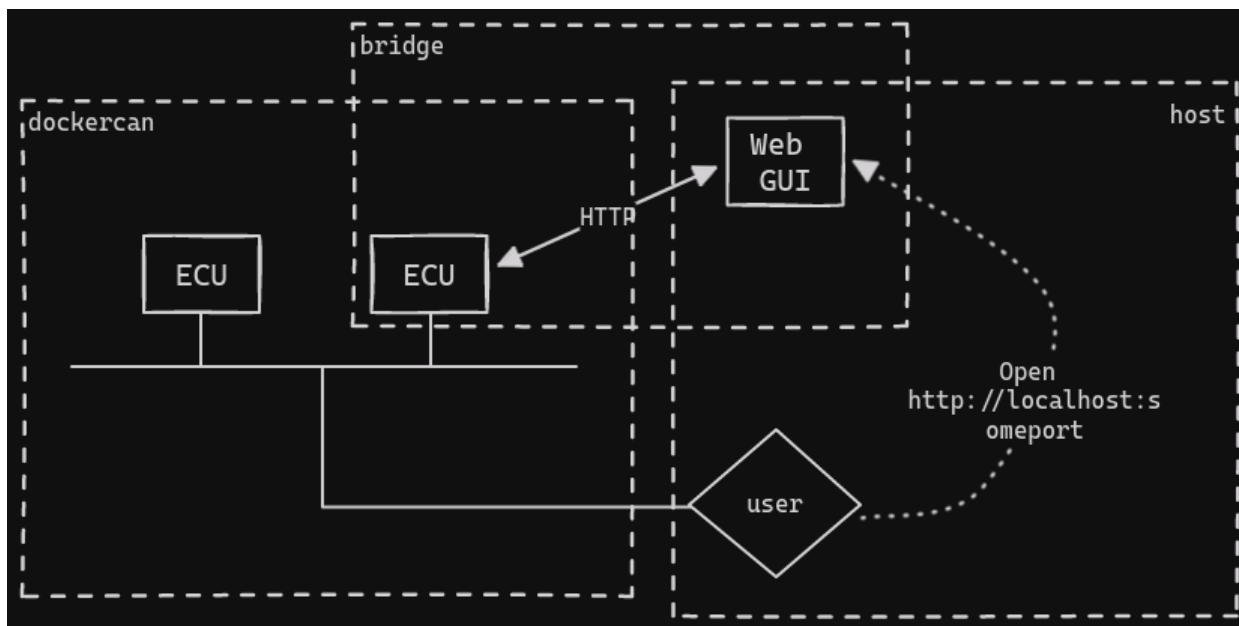 bridge
dockercan
host
Web
GUI
HTTP
ECU
ECU
Open
http://localhost:s
omeport
user